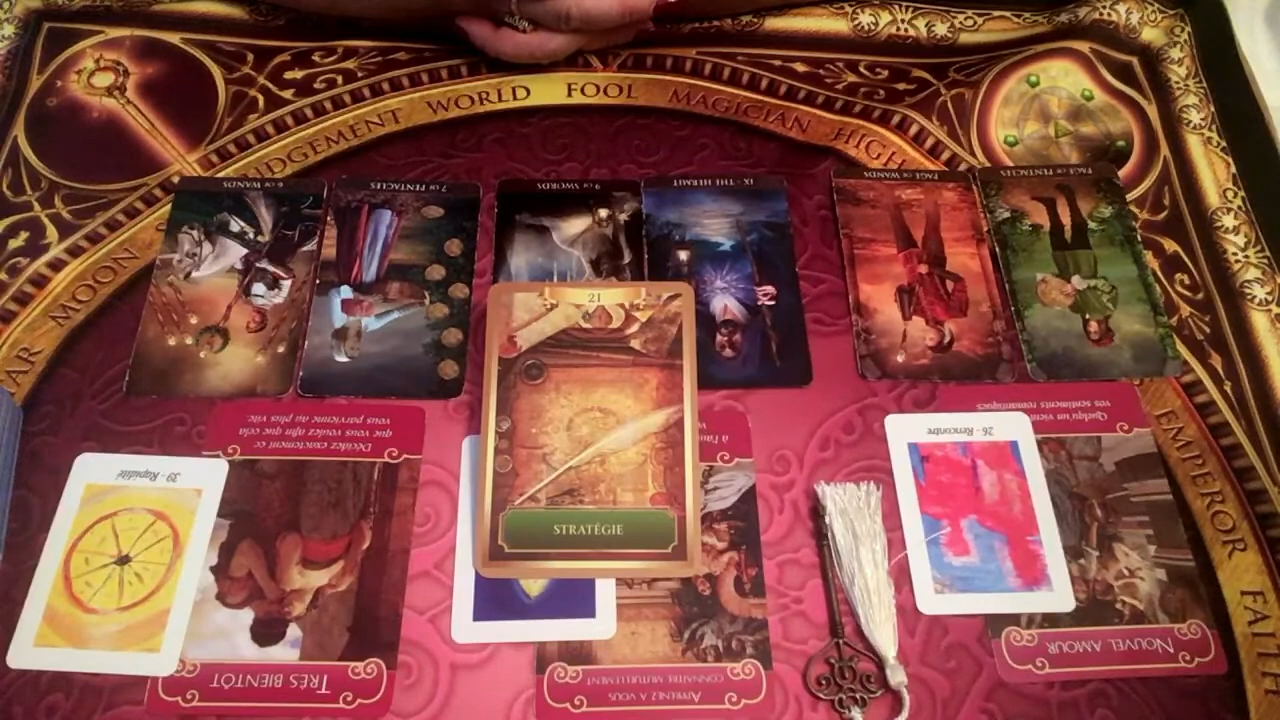 AR MOON
JUDGEMENT WORLD FOOL MAGICIAN HIGH
EMPEROR FAITH
6 OF WANDS
7 OF PENTACLES
9 OF SWORDS
IX - THE HERMIT
PAGE OF WANDS
PAGE OF PENTACLES
21
STRATÉGIE
Décidez exactement ce
que vous voulez afin que cela
vous parvienne au plus vite.
39 - Rapidité
TRÈS BIENTÔT
APPRENEZ À VOUS
CONNAÎTRE MUTUELLEMENT
Quelqu'un vient
vos sentiments romantiques.
26 - Rencontre
NOUVEL AMOUR